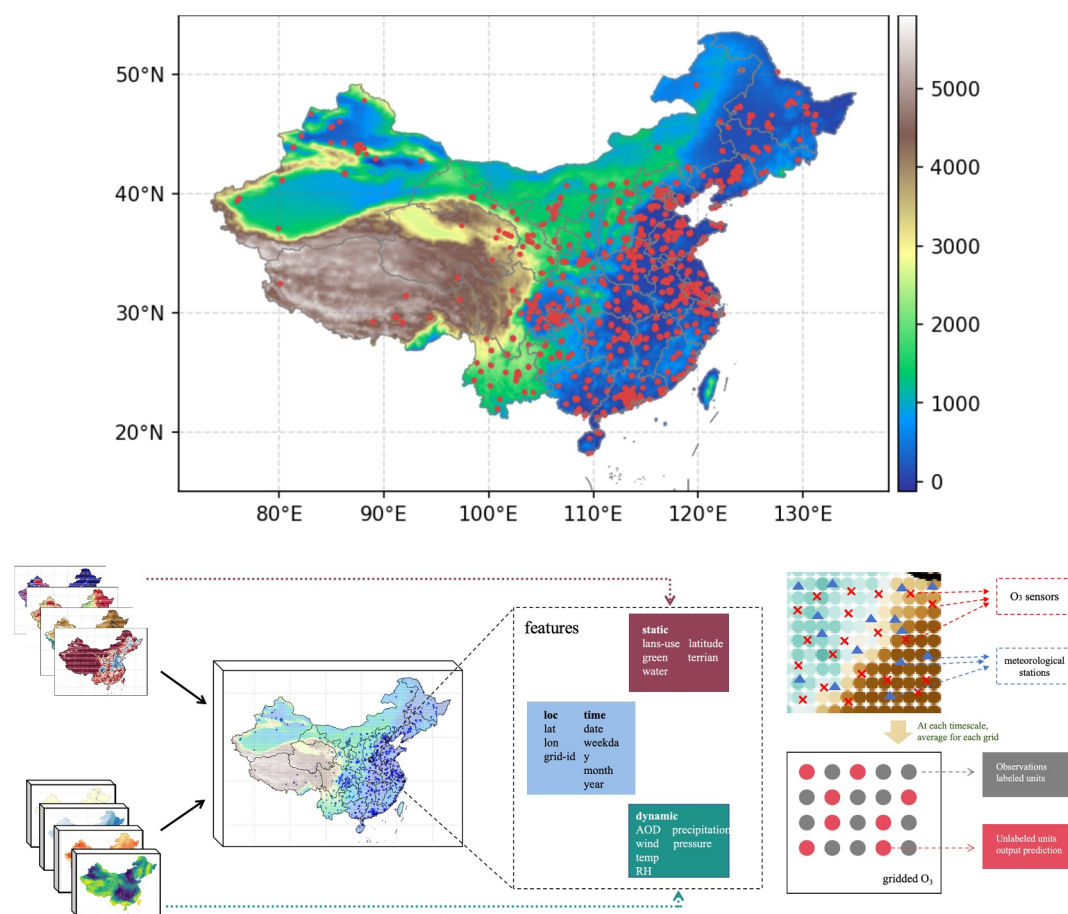 50°N
40°N
30°N
20°N
80°E
90°E
100°E
110°E
120°E
130°E
5000
4000
3000
2000
1000
0
features
static
lans-use latitude
green terrian
water
loc time
lat date
lon weekda
grid-id y
month
year
dynamic
AOD precipitation
wind pressure
temp
RH
O₃ sensors
meteorological
stations
At each timescale,
average for each grid
Observations
labeled units
Unlabeled units
output prediction
gridded O₃